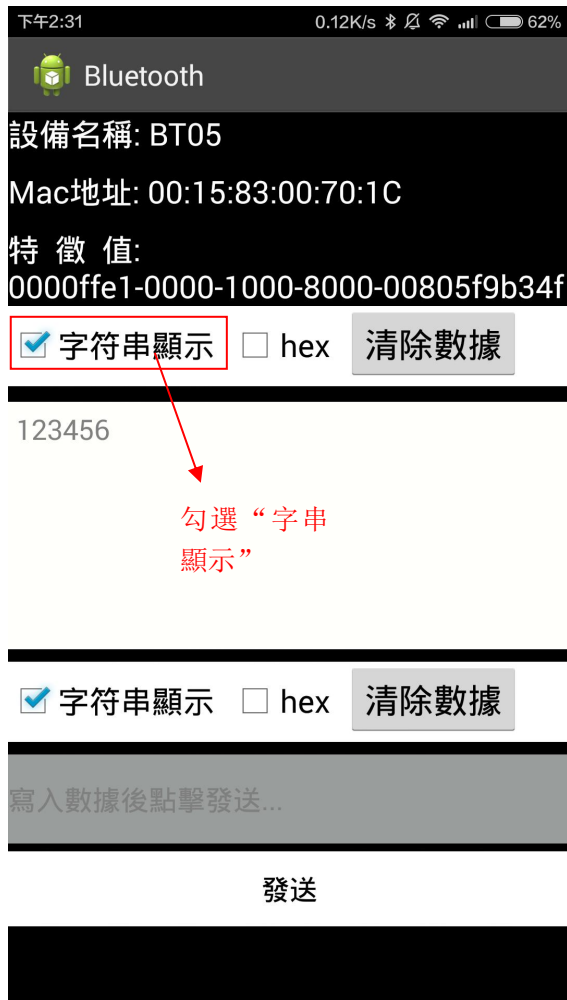 下午2:31 0.12K/s 62%
Bluetooth
設備名稱: BT05
Mac地址: 00:15:83:00:70:1C
特 徵 值:
0000ffe1-0000-1000-8000-00805f9b34f
字符串顯示 hex 清除數據
123456
勾選“字串
顯示”
字符串顯示 hex 清除數據
寫入數據後點擊發送...
發送